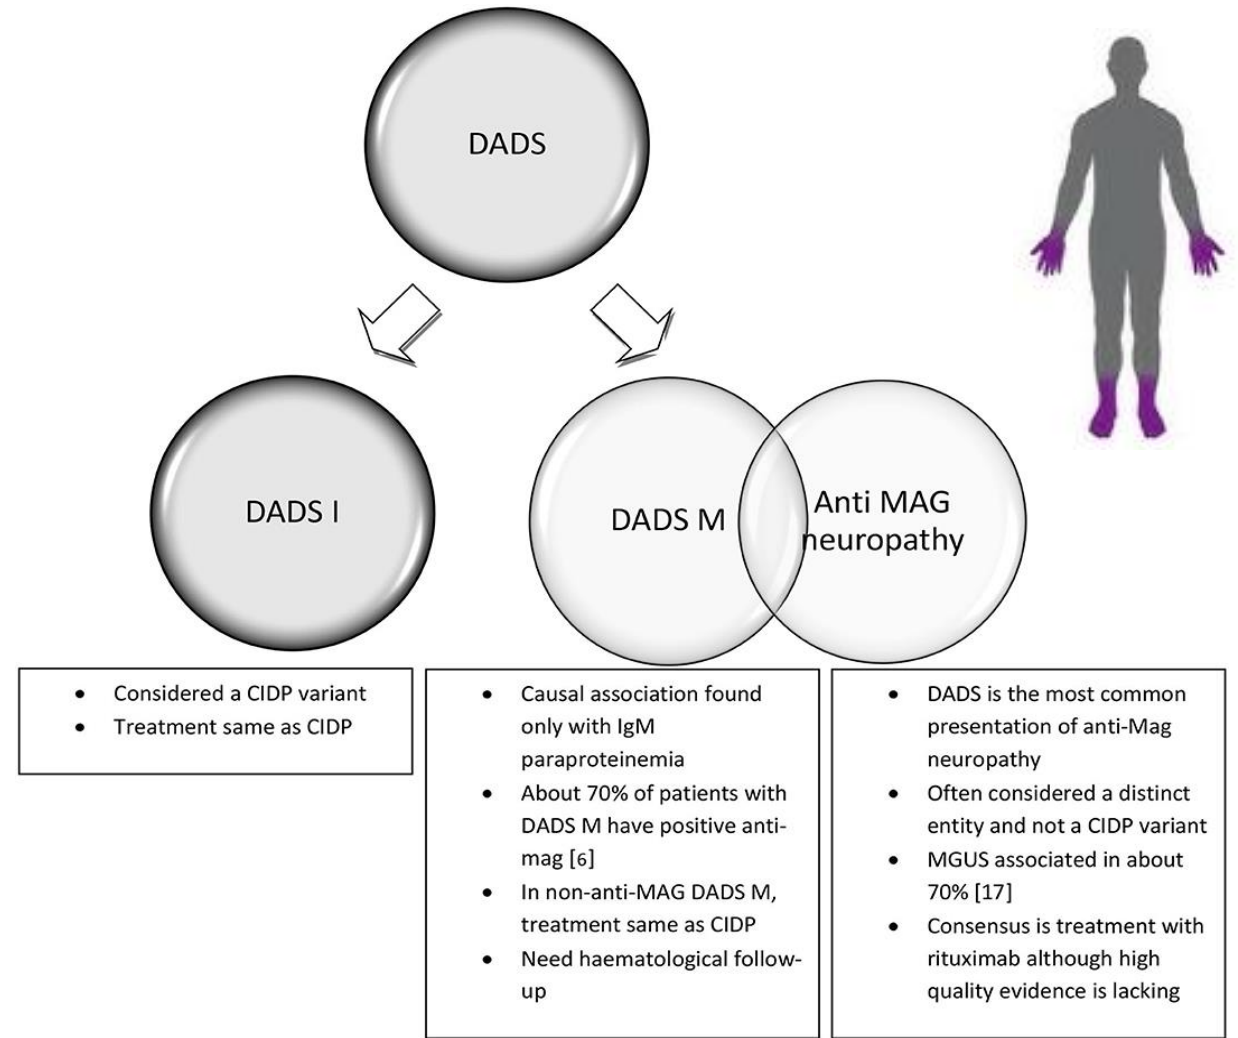 DADS
DADS I
DADS M
Anti MAG
neuropathy
• Considered a CIDP variant
• Treatment same as CIDP
• Causal association found
only with IgM
paraproteinemia
• About 70% of patients with
DADS M have positive anti-
mag [6]
• In non-anti-MAG DADS M,
treatment same as CIDP
• Need haematological follow-
up
• DADS is the most common
presentation of anti-Mag
neuropathy
• Often considered a distinct
entity and not a CIDP variant
• MGUS associated in about
70% [17]
• Consensus is treatment with
rituximab although high
quality evidence is lacking